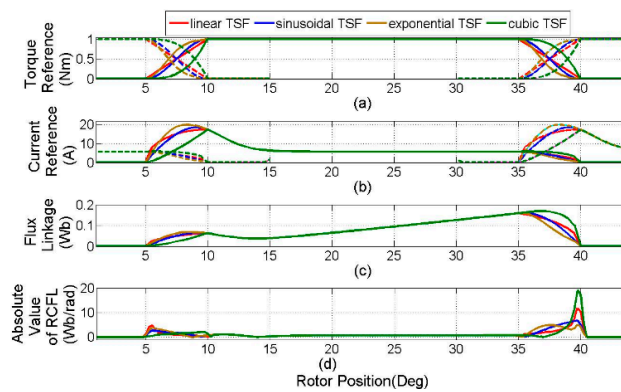 linear TSF sinusoidal TSF exponential TSF cubic TSF
Torque
Reference
(Nm)
1
0.5
0
5 10 15 20 25 30 35 40
(a)
Current
Reference
(A)
20
10
0
5 10 15 20 25 30 35 40
(b)
Flux
Linkage
(Wb)
0.2
0.1
0
5 10 15 20 25 30 35 40
(c)
Absolute
Value
of RCFL
(Wb/rad)
20
10
0
5 10 15 20 25 30 35 40
(d)
Rotor Position(Deg)